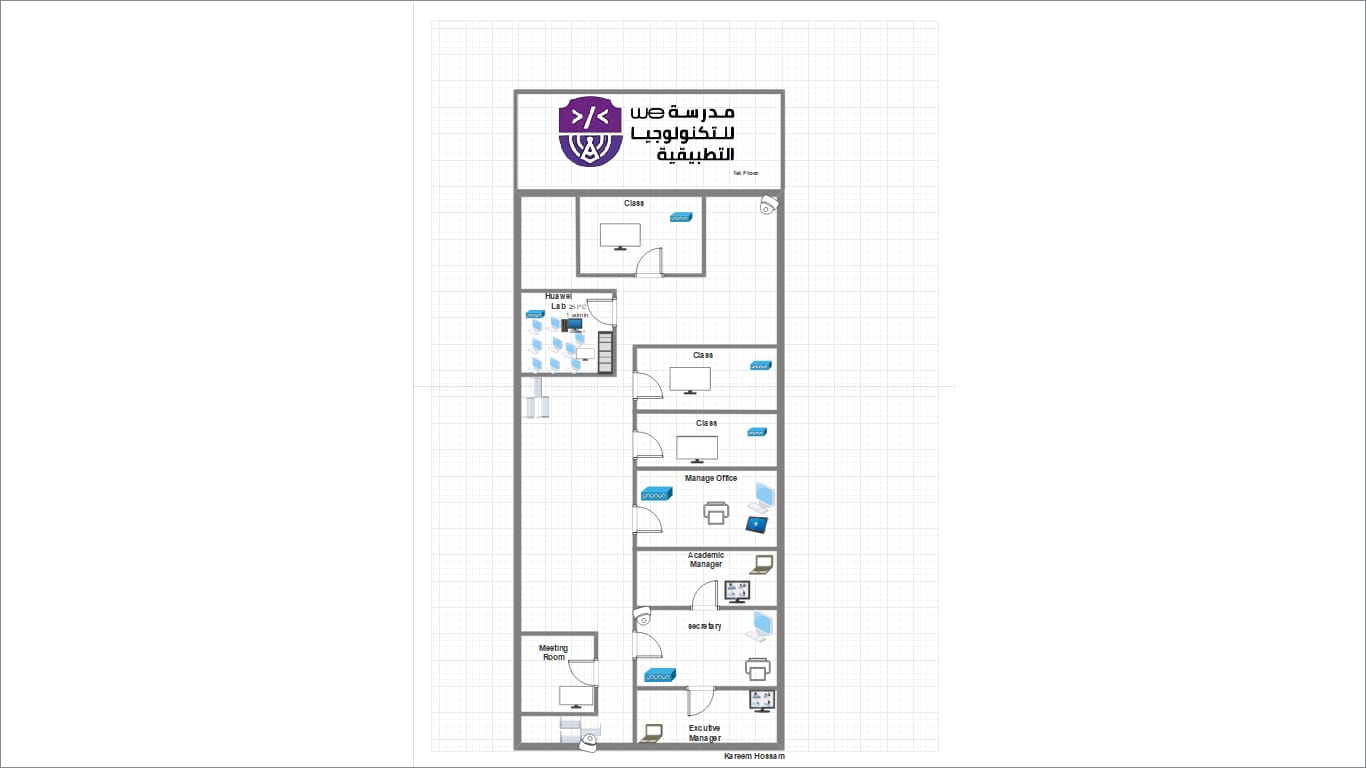 مدرسة we
للتكنولوجيا
التطبيقية
1st Floor
Class
Huawei
Lab 25 PC
1 admin
Class
Class
Manage Office
Academic
Manager
secretary
Meeting
Room
Excutive
Manager
Kareem Hossam